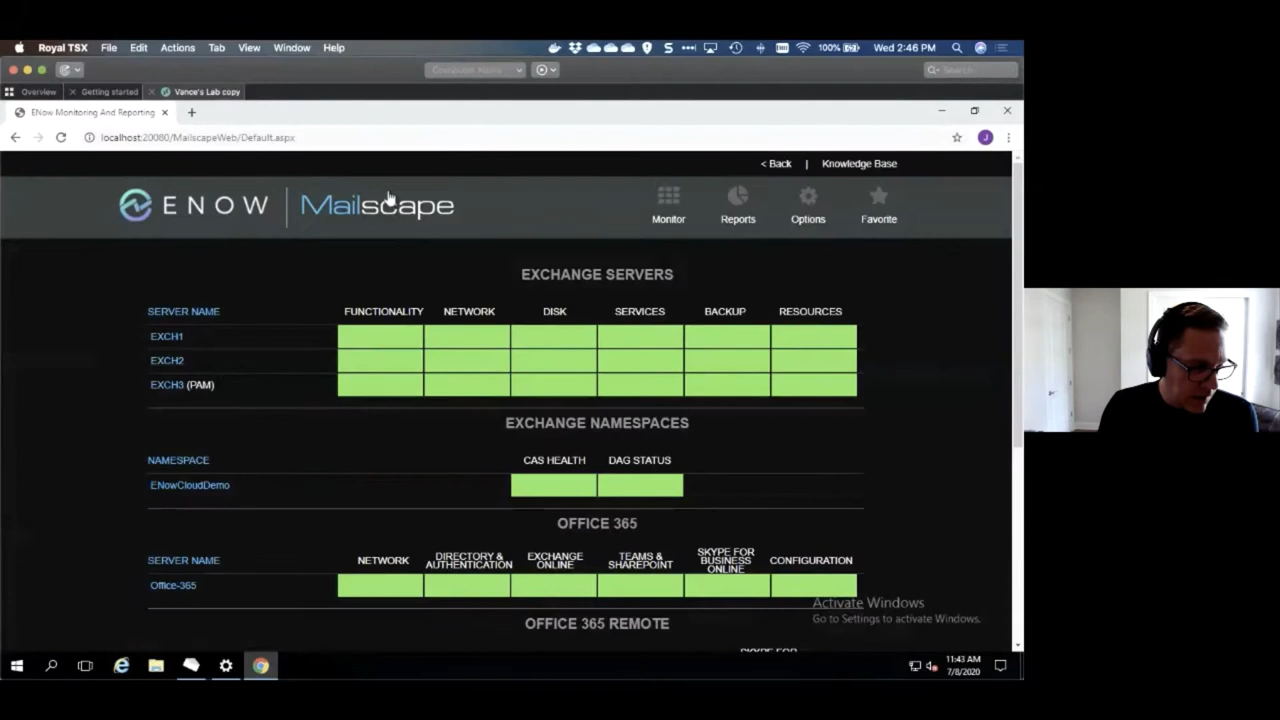 Royal TSX File Edit Actions Tab View Window Help 100% Wed 2:46 PM
Search
Overview Getting started Vance's Lab copy
ENow Monitoring And Reporting
localhost:20080/MailscapeWeb/Default.aspx
< Back | Knowledge Base
ENOW Mailscape Monitor Reports Options Favorite
EXCHANGE SERVERS
SERVER NAME FUNCTIONALITY NETWORK DISK SERVICES BACKUP RESOURCES
EXCH1
EXCH2
EXCH3 (PAM)
EXCHANGE NAMESPACES
NAMESPACE CAS HEALTH DAG STATUS
ENowCloudDemo
OFFICE 365
SERVER NAME NETWORK DIRECTORY & AUTHENTICATION EXCHANGE ONLINE TEAMS & SHAREPOINT SKYPE FOR BUSINESS ONLINE CONFIGURATION
Office-365
Activate Windows
Go to Settings to activate Windows.
OFFICE 365 REMOTE
SKYPE FOR
11:43 AM
7/8/2020